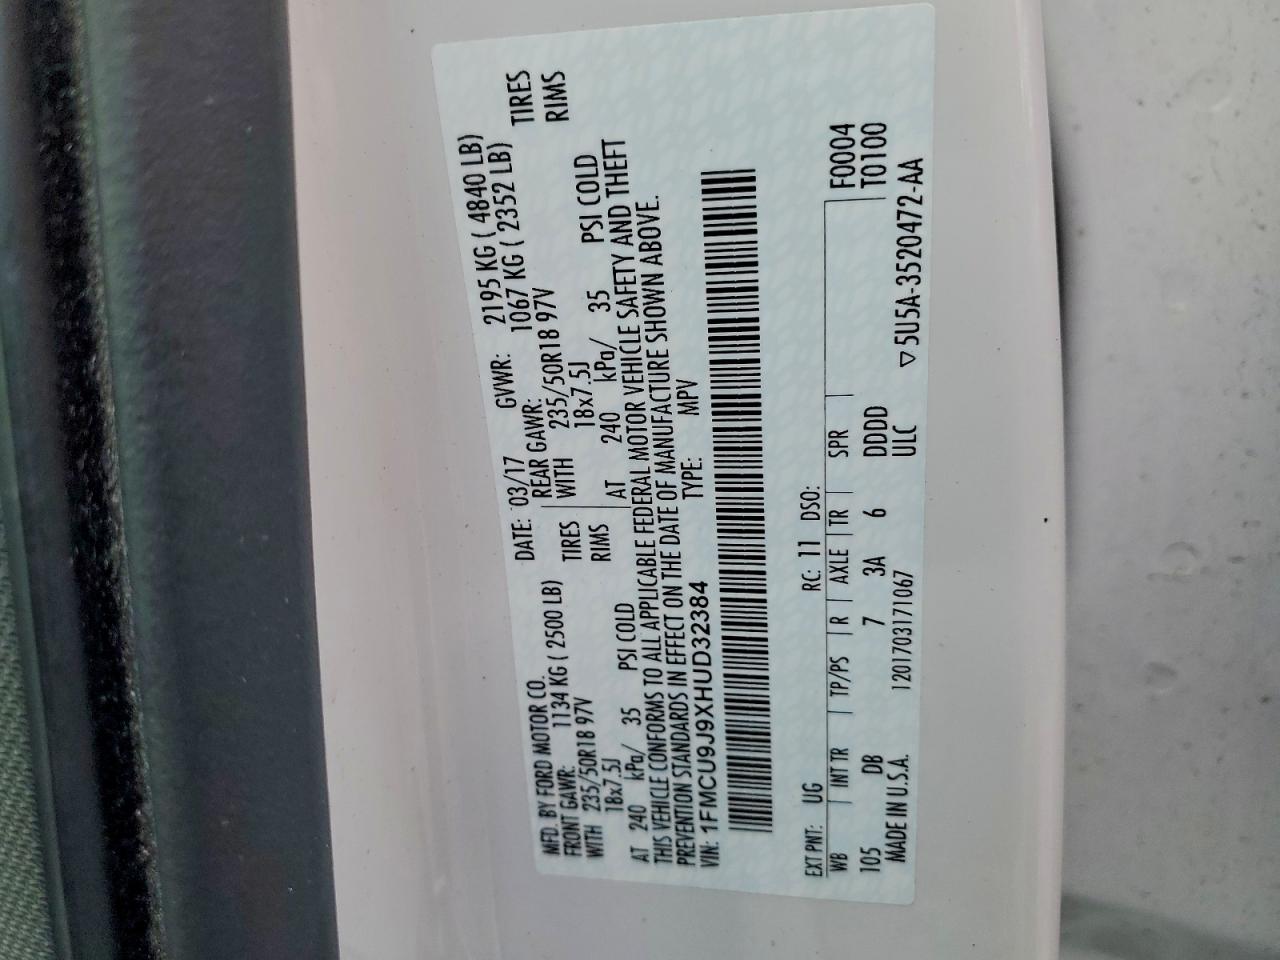 MFD. BY FORD MOTOR CO.
DATE: 03/17 GVWR: 2195 KG ( 4840 LB)
FRONT GAWR: 1134 KG ( 2500 LB) REAR GAWR: 1067 KG ( 2352 LB)
WITH 235/50R18 97V TIRES WITH 235/50R18 97V TIRES
18x7.5J RIMS 18x7.5J RIMS
AT 240 kPa/ 35 PSI COLD AT 240 kPa/ 35 PSI COLD
THIS VEHICLE CONFORMS TO ALL APPLICABLE FEDERAL MOTOR VEHICLE SAFETY AND THEFT
PREVENTION STANDARDS IN EFFECT ON THE DATE OF MANUFACTURE SHOWN ABOVE.
VIN: 1FMCU9J9XHUD32384 TYPE: MPV
EXT PNT: UG RC: 11 DSO:
WB INT TR TP/PS R AXLE TR SPR F0004
105 DB 7 3A 6 DDDD T0100
MADE IN U.S.A. 1201703171067 ULC ▽5U5A-3520472-AA